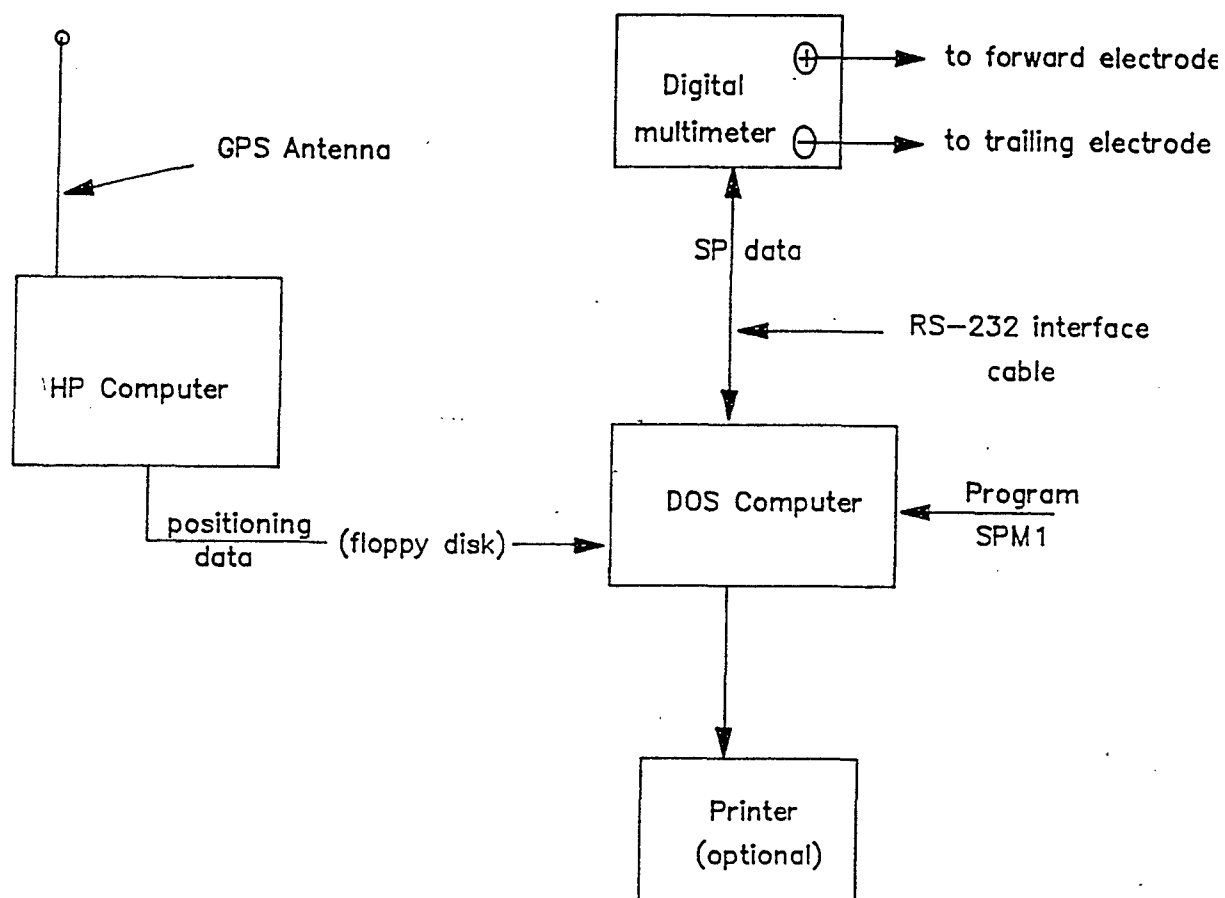 GPS Antenna
HP Computer
positioning
data
(floppy disk)
Digital
multimeter
+
to forward electrode
−
to trailing electrode
SP data
RS-232 interface
cable
DOS Computer
Program
SPM1
Printer
(optional)